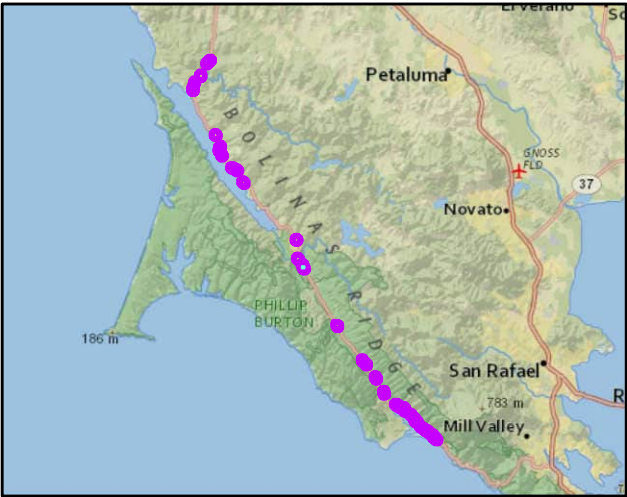 El Verano
Petaluma
GNOSS
FLD
37
Novato
BOLINAS
RIDGE
PHILLIP
BURTON
186 m
San Rafael
783 m
Mill Valley